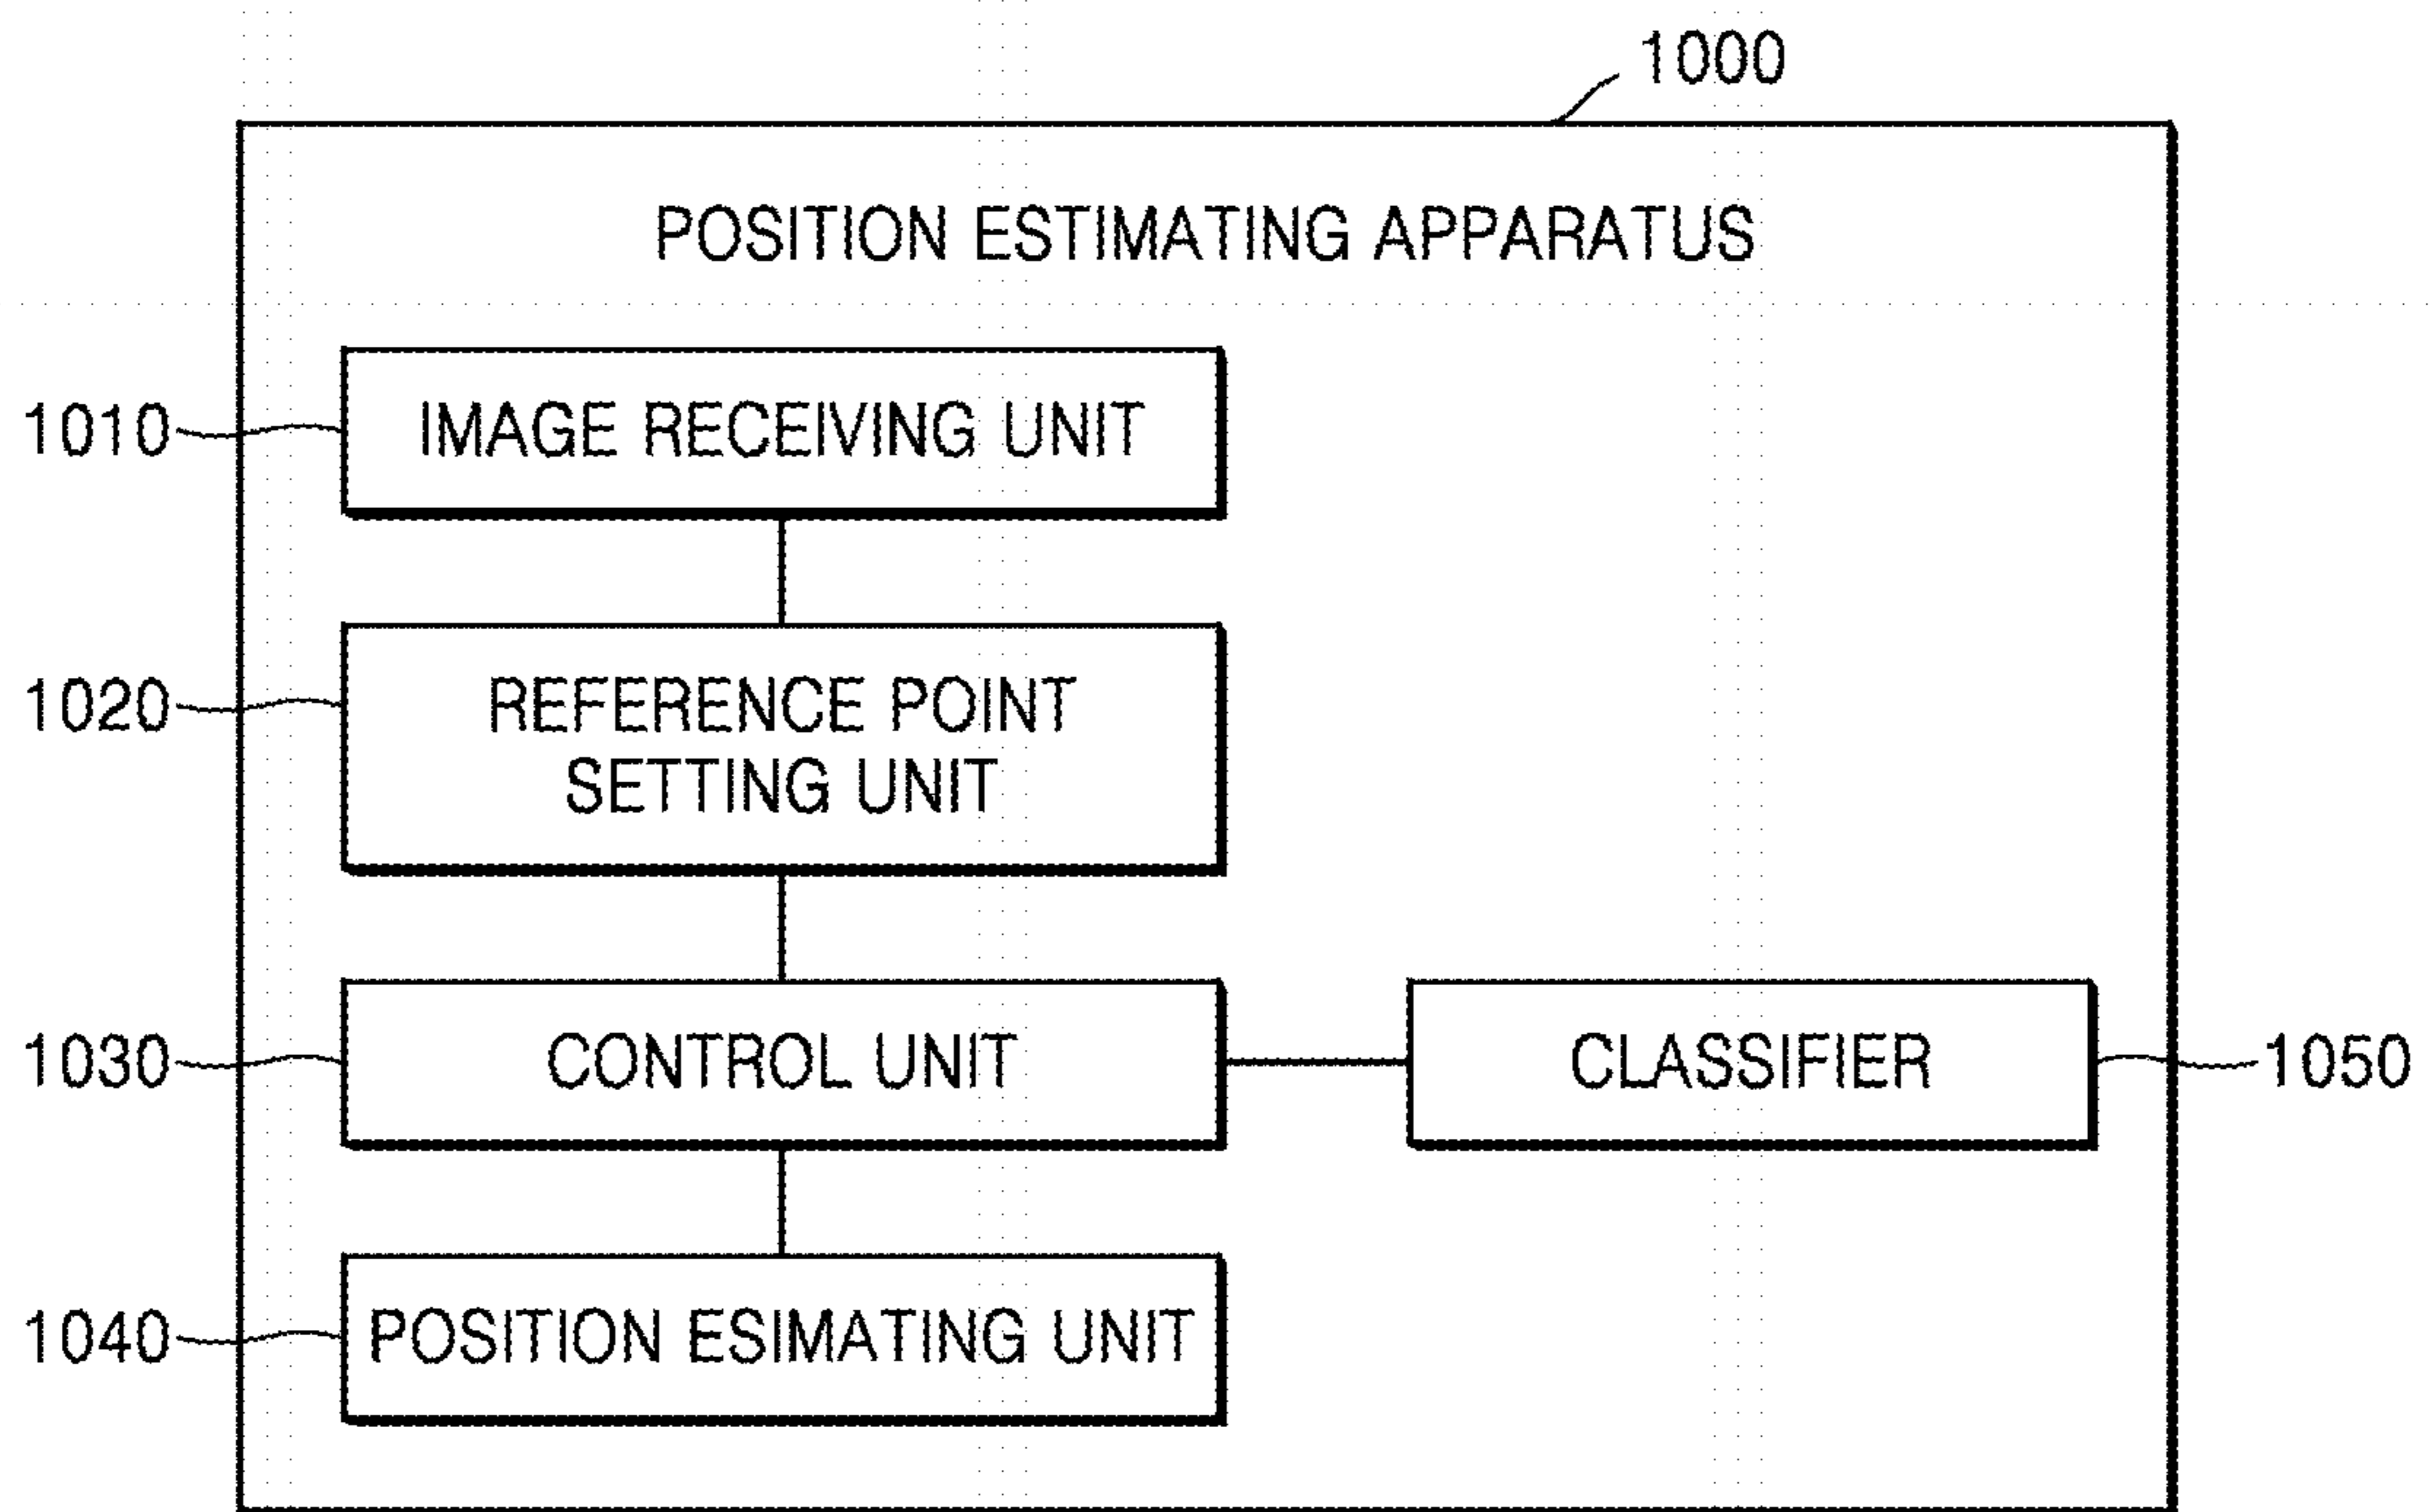 1000
POSITION ESTIMATING APPARATUS
1010
IMAGE RECEIVING UNIT
1020
REFERENCE POINT
SETTING UNIT
1030
CONTROL UNIT
CLASSIFIER
1050
1040
POSITION ESIMATING UNIT